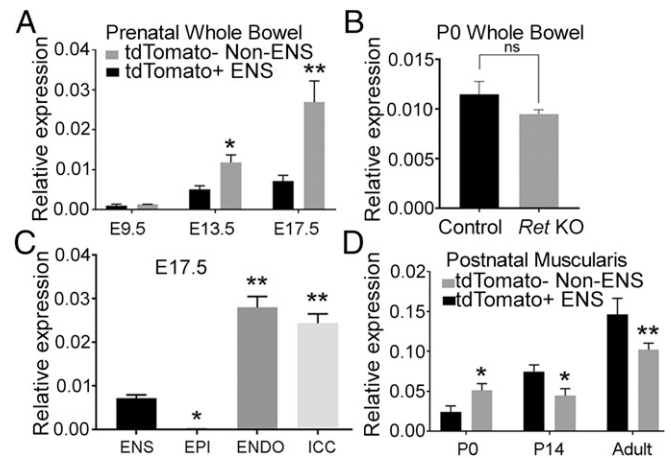 A
Prenatal Whole Bowel
tdTomato- Non-ENS
tdTomato+ ENS
Relative expression
0.04
0.03
0.02
0.01
0.00
*
**
E9.5 E13.5 E17.5
B
P0 Whole Bowel
ns
Relative expression
0.015
0.010
0.005
0.000
Control Ret KO
C
E17.5
Relative expression
0.04
0.03
0.01
0.00
*
**
**
ENS EPI ENDO ICC
D
Postnatal Muscularis
tdTomato- Non-ENS
tdTomato+ ENS
Relative expression
0.20
0.15
0.10
0.05
0.00
*
*
**
P0 P14 Adult